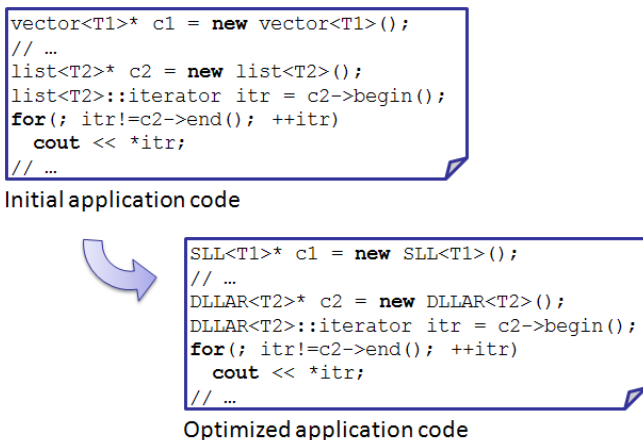 vector<T1>* c1 = new vector<T1>();
// …
list<T2>* c2 = new list<T2>();
list<T2>::iterator itr = c2->begin();
for(; itr!=c2->end(); ++itr)
  cout << *itr;
// …
Initial application code
SLL<T1>* c1 = new SLL<T1>();
// …
DLLAR<T2>* c2 = new DLLAR<T2>();
DLLAR<T2>::iterator itr = c2->begin();
for(; itr!=c2->end(); ++itr)
  cout << *itr;
// …
Optimized application code